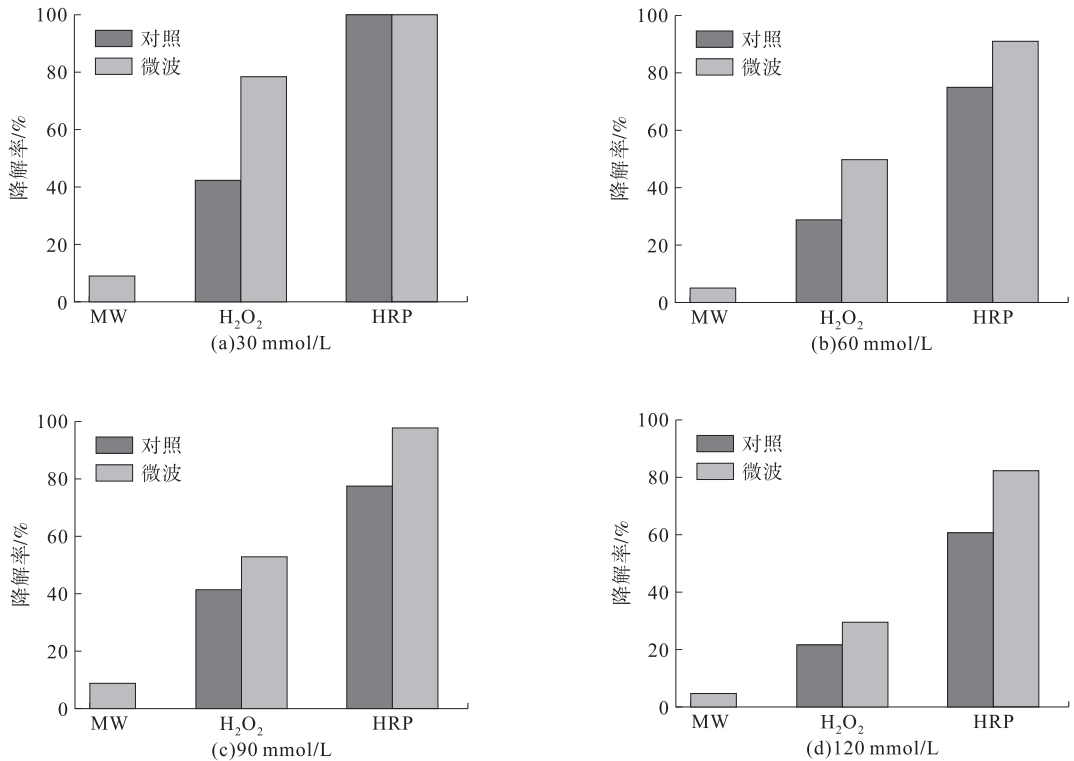 100
80
60
40
20
0
降解率/%
对照
微波
MW
H₂O₂
HRP
(a)30 mmol/L
100
80
60
40
20
0
降解率/%
对照
微波
MW
H₂O₂
HRP
(b)60 mmol/L
100
80
60
40
20
0
降解率/%
对照
微波
MW
H₂O₂
HRP
(c)90 mmol/L
100
80
60
40
20
0
降解率/%
对照
微波
MW
H₂O₂
HRP
(d)120 mmol/L